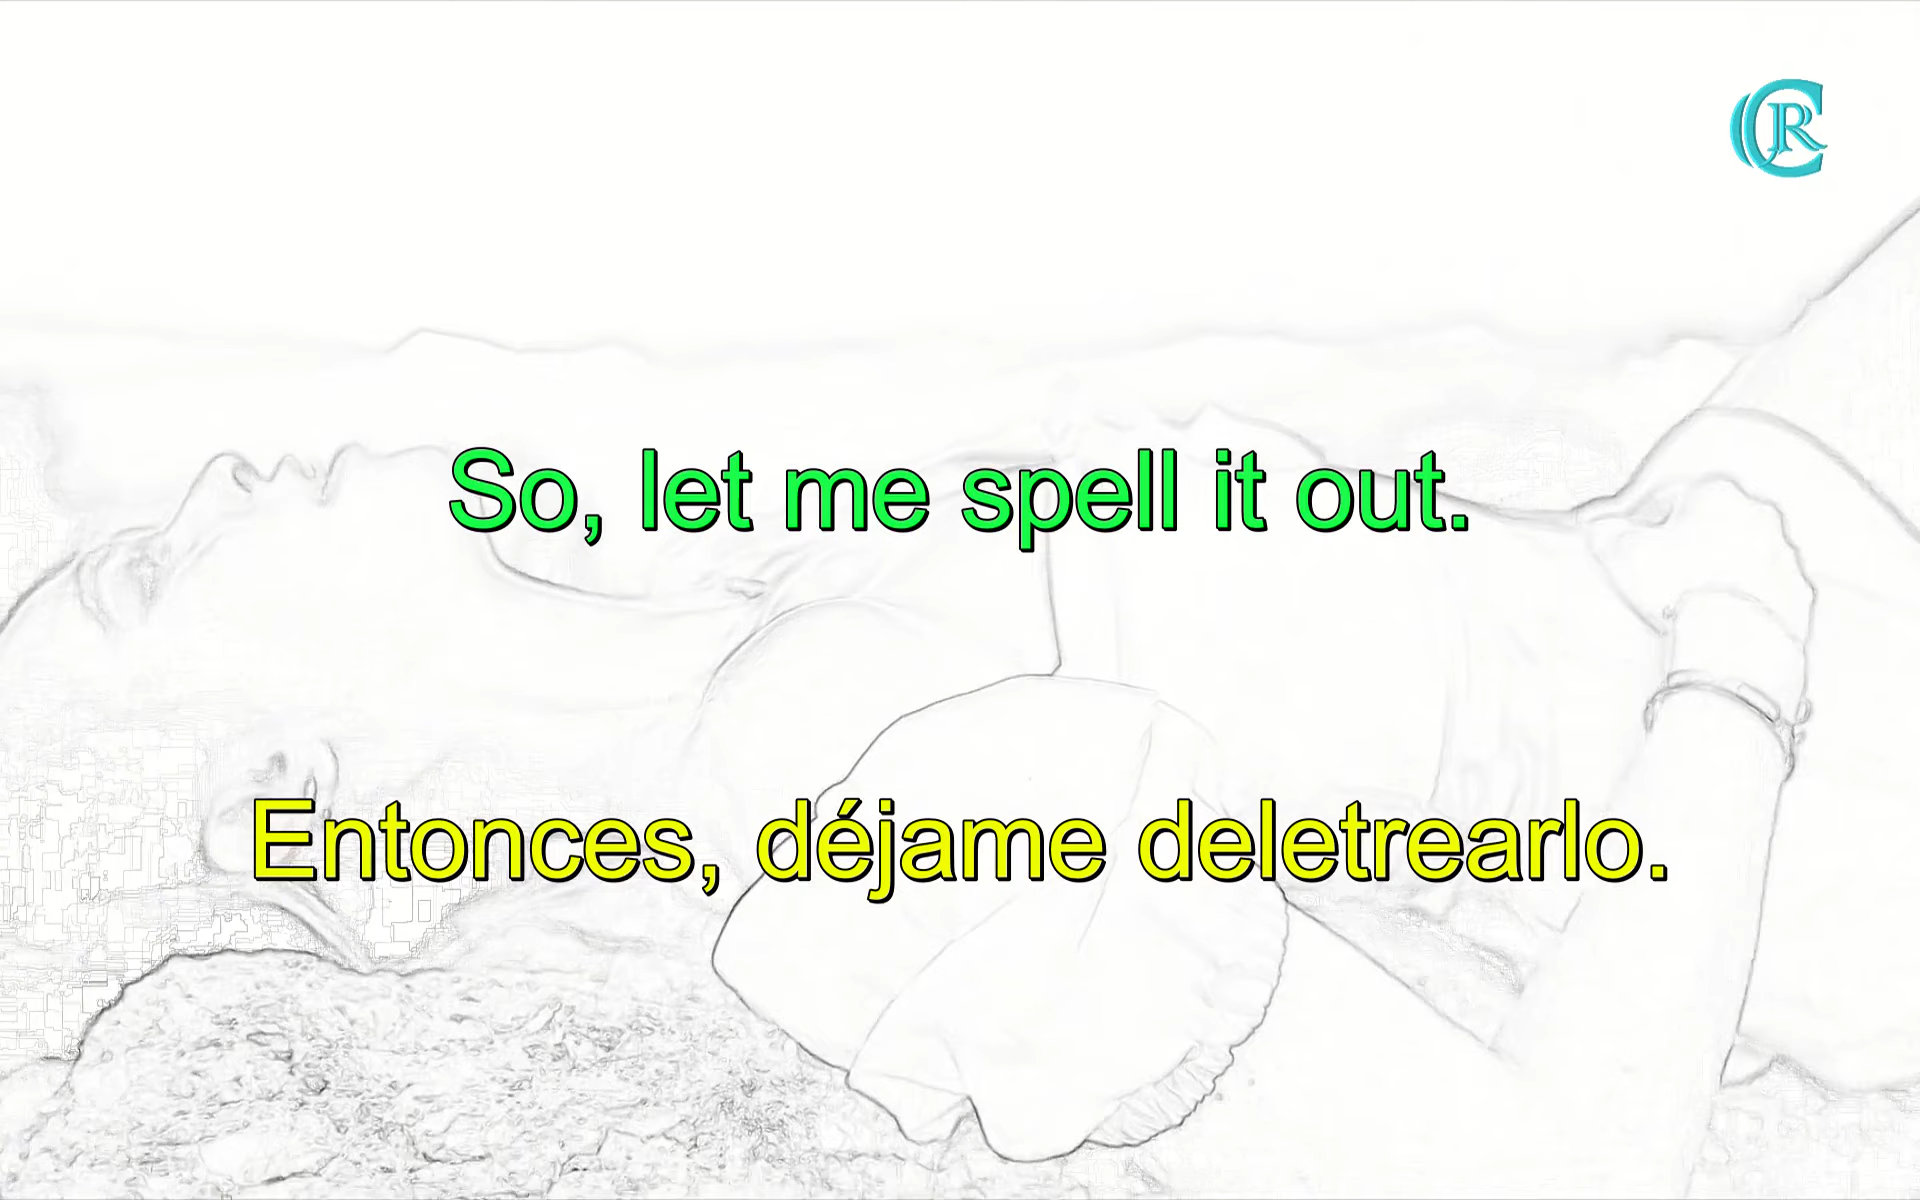 So, let me spell it out.
Entonces, déjame deletrearlo.